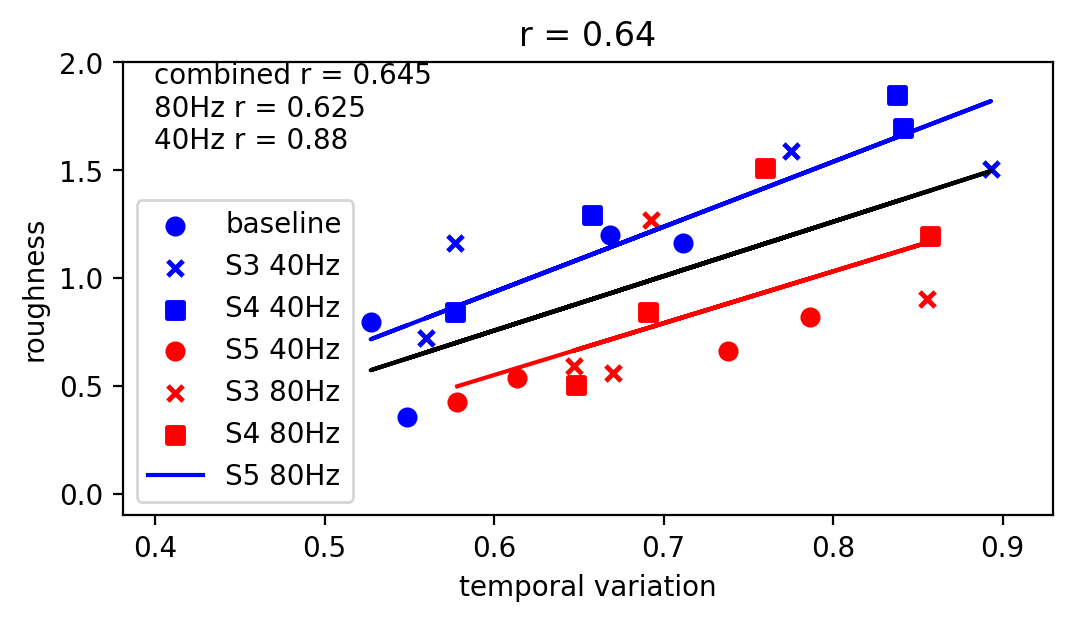 r = 0.64
combined r = 0.645
80Hz r = 0.625
40Hz r = 0.88
baseline
S3 40Hz
S4 40Hz
S5 40Hz
S3 80Hz
S4 80Hz
S5 80Hz
roughness
2.0
1.5
1.0
0.5
0.0
0.4 0.5 0.6 0.7 0.8 0.9
temporal variation